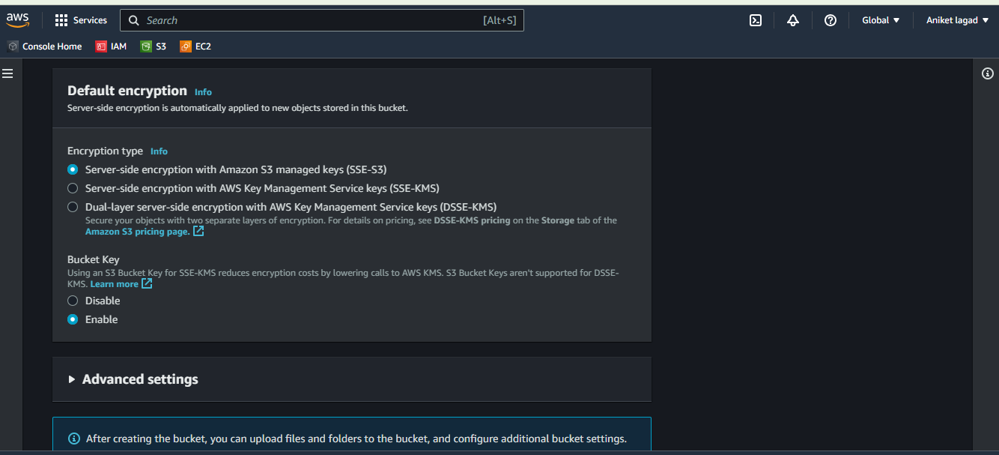 aws Services Search [Alt+S] Global Aniket lagad
Console Home IAM S3 EC2
Default encryption Info
Server-side encryption is automatically applied to new objects stored in this bucket.
Encryption type Info
Server-side encryption with Amazon S3 managed keys (SSE-S3)
Server-side encryption with AWS Key Management Service keys (SSE-KMS)
Dual-layer server-side encryption with AWS Key Management Service keys (DSSE-KMS)
Secure your objects with two separate layers of encryption. For details on pricing, see DSSE-KMS pricing on the Storage tab of the
Amazon S3 pricing page.
Bucket Key
Using an S3 Bucket Key for SSE-KMS reduces encryption costs by lowering calls to AWS KMS. S3 Bucket Keys aren't supported for DSSE-
KMS. Learn more
Disable
Enable
Advanced settings
After creating the bucket, you can upload files and folders to the bucket, and configure additional bucket settings.